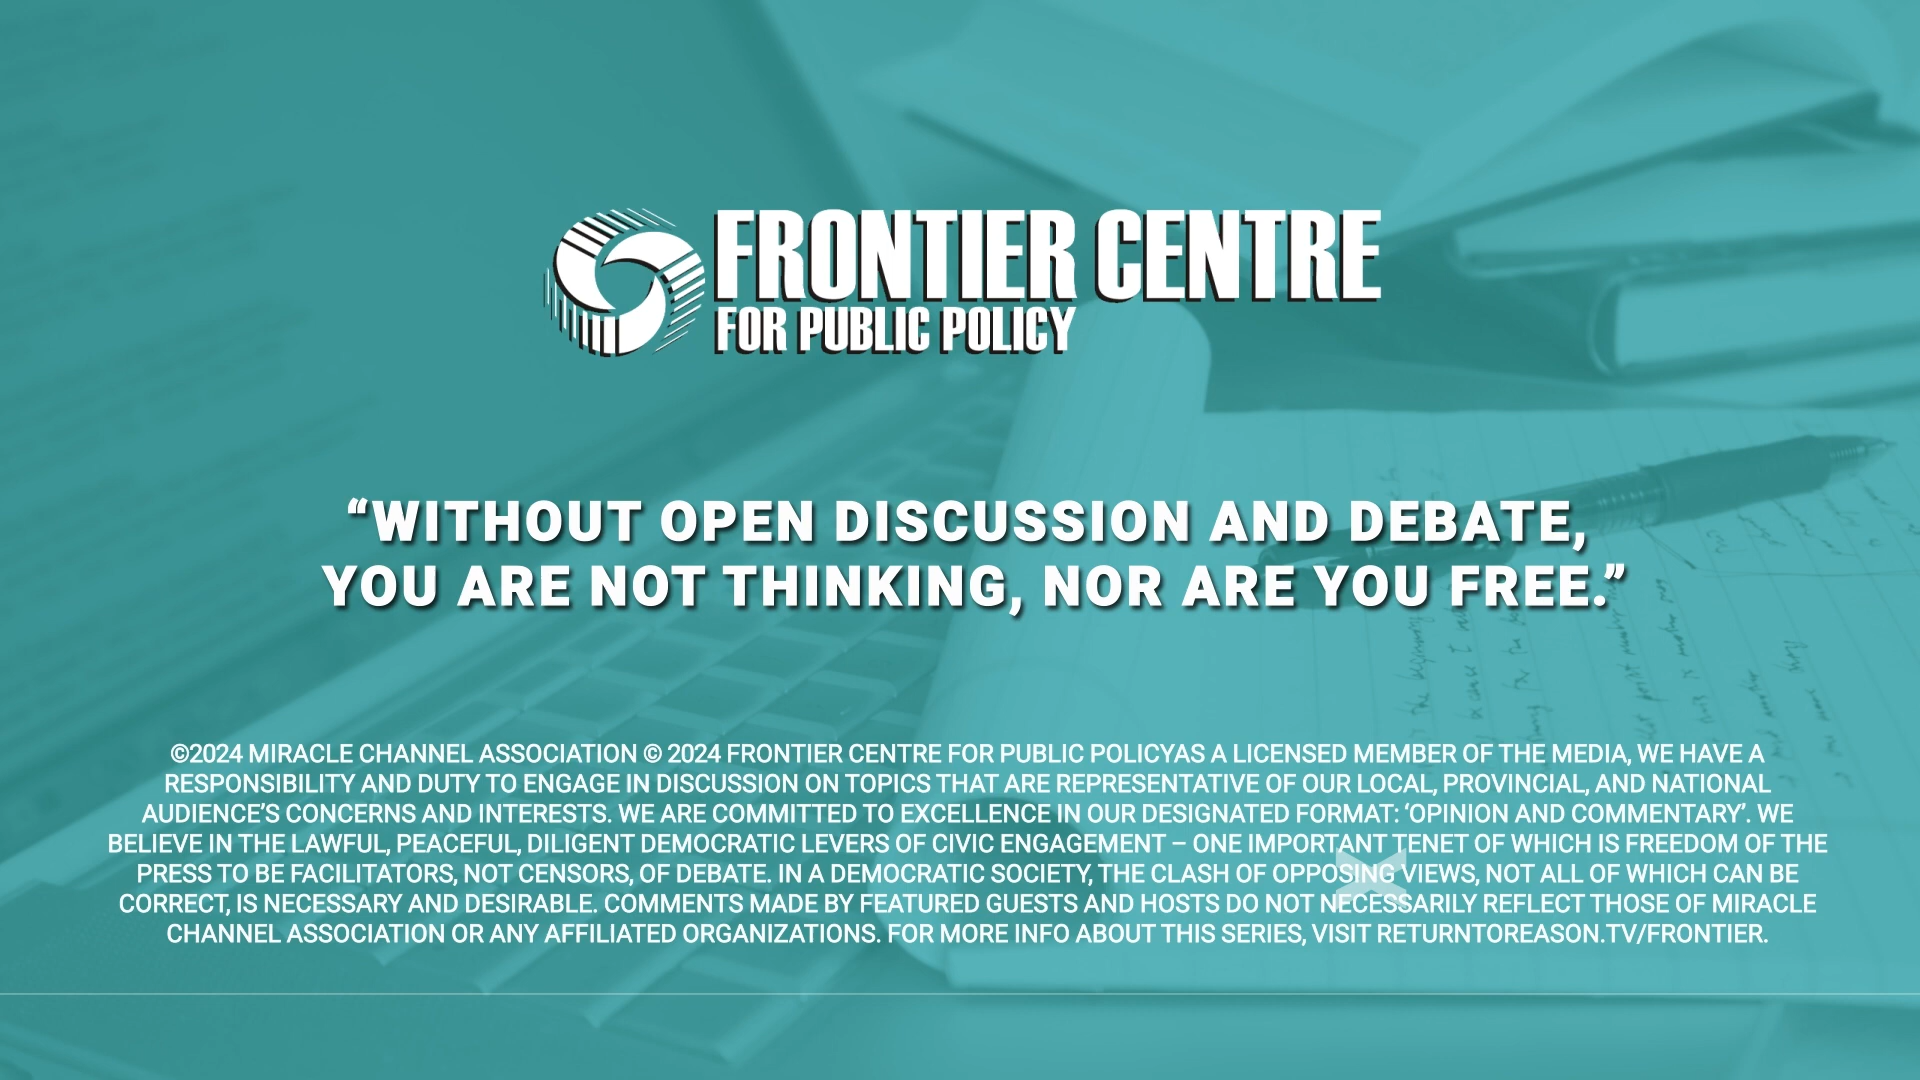 FRONTIER CENTRE
FOR PUBLIC POLICY
“WITHOUT OPEN DISCUSSION AND DEBATE,
YOU ARE NOT THINKING, NOR ARE YOU FREE.”
©2024 MIRACLE CHANNEL ASSOCIATION © 2024 FRONTIER CENTRE FOR PUBLIC POLICYAS A LICENSED MEMBER OF THE MEDIA, WE HAVE A
RESPONSIBILITY AND DUTY TO ENGAGE IN DISCUSSION ON TOPICS THAT ARE REPRESENTATIVE OF OUR LOCAL, PROVINCIAL, AND NATIONAL
AUDIENCE’S CONCERNS AND INTERESTS. WE ARE COMMITTED TO EXCELLENCE IN OUR DESIGNATED FORMAT: ‘OPINION AND COMMENTARY’. WE
BELIEVE IN THE LAWFUL, PEACEFUL, DILIGENT DEMOCRATIC LEVERS OF CIVIC ENGAGEMENT – ONE IMPORTANT TENET OF WHICH IS FREEDOM OF THE
PRESS TO BE FACILITATORS, NOT CENSORS, OF DEBATE. IN A DEMOCRATIC SOCIETY, THE CLASH OF OPPOSING VIEWS, NOT ALL OF WHICH CAN BE
CORRECT, IS NECESSARY AND DESIRABLE. COMMENTS MADE BY FEATURED GUESTS AND HOSTS DO NOT NECESSARILY REFLECT THOSE OF MIRACLE
CHANNEL ASSOCIATION OR ANY AFFILIATED ORGANIZATIONS. FOR MORE INFO ABOUT THIS SERIES, VISIT RETURNTOREASON.TV/FRONTIER.